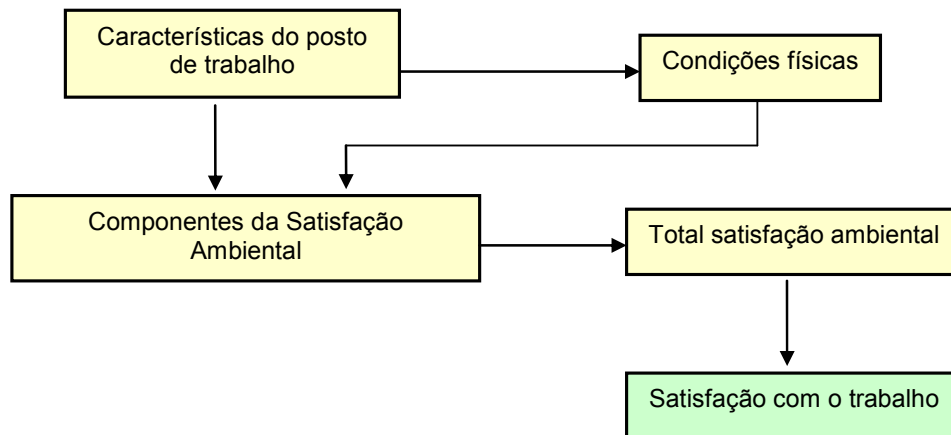 Características do posto
de trabalho
Condições físicas
Componentes da Satisfação
Ambiental
Total satisfação ambiental
Satisfação com o trabalho